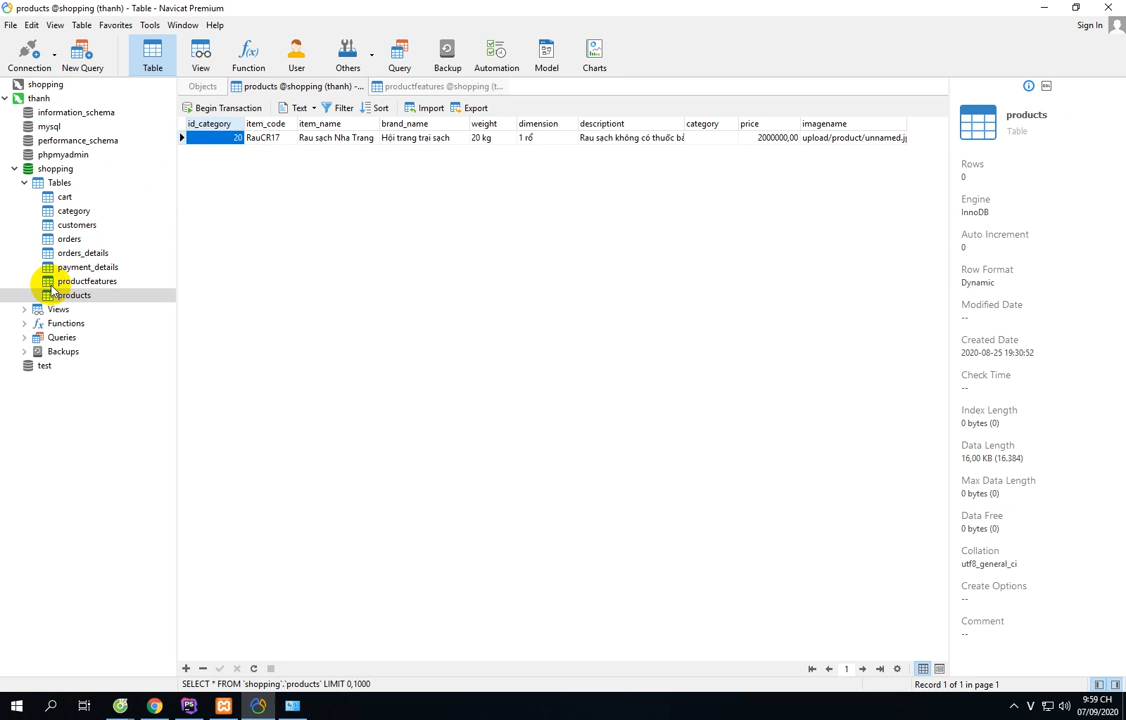 products @shopping (thanh) - Table - Navicat Premium
File Edit View Table Favorites Tools Window Help
Sign In
Connection New Query Table View Function User Others Query Backup Automation Model Charts
Objects products @shopping (thanh) -... productfeatures @shopping (t...
Begin Transaction Text Filter Sort Import Export
id_category item_code item_name brand_name weight dimension descriptiont category price imagename
20 RauCR17 Rau sạch Nha Trang Hội trang trại sạch 20 kg 1 rổ Rau sạch không có thuốc bả 2000000,00 upload/product/unnamed.jp
shopping
thanh
information_schema
mysql
performance_schema
phpmyadmin
shopping
Tables
cart
category
customers
orders
orders_details
payment_details
productfeatures
products
Views
Functions
Queries
Backups
test
products
Table
Rows
0
Engine
InnoDB
Auto Increment
0
Row Format
Dynamic
Modified Date
--
Created Date
2020-08-25 19:30:52
Check Time
--
Index Length
0 bytes (0)
Data Length
16,00 KB (16.384)
Max Data Length
0 bytes (0)
Data Free
0 bytes (0)
Collation
utf8_general_ci
Create Options
--
Comment
--
1
SELECT * FROM `shopping`.`products` LIMIT 0,1000
Record 1 of 1 in page 1
9:59 CH
07/09/2020